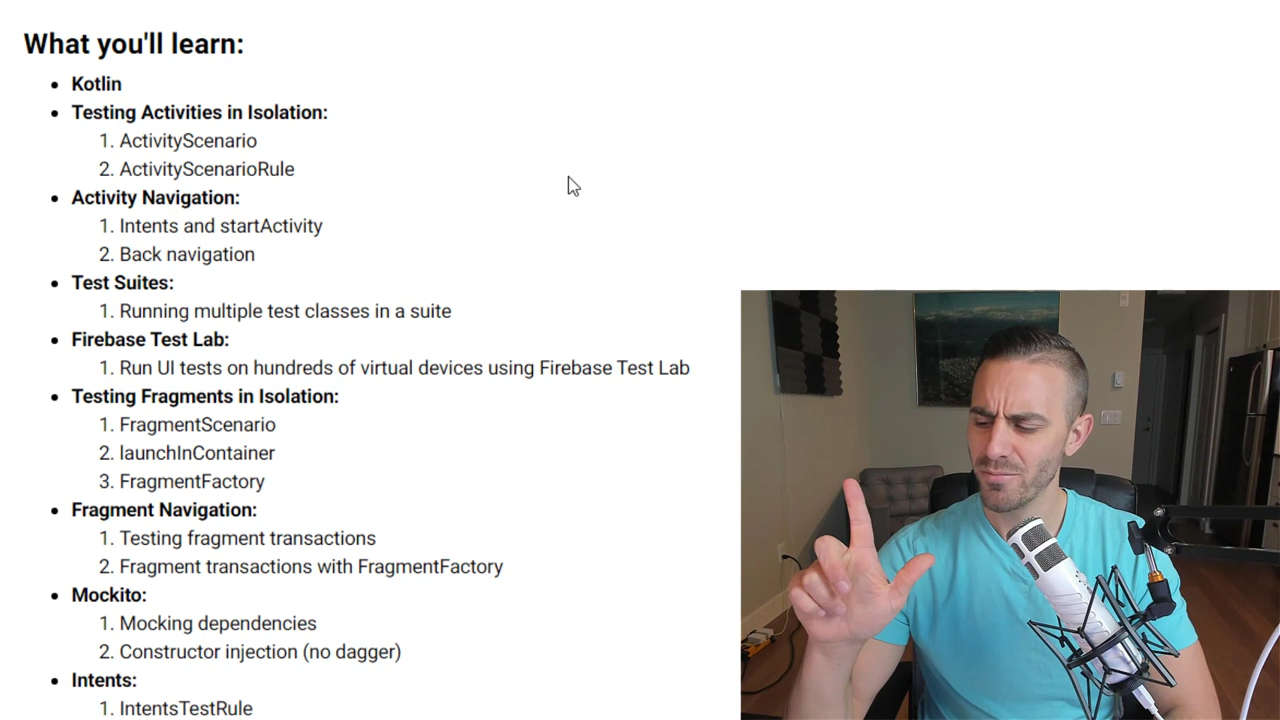 What you'll learn:
• Kotlin
• Testing Activities in Isolation:
1. ActivityScenario
2. ActivityScenarioRule
• Activity Navigation:
1. Intents and startActivity
2. Back navigation
• Test Suites:
1. Running multiple test classes in a suite
• Firebase Test Lab:
1. Run UI tests on hundreds of virtual devices using Firebase Test Lab
• Testing Fragments in Isolation:
1. FragmentScenario
2. launchInContainer
3. FragmentFactory
• Fragment Navigation:
1. Testing fragment transactions
2. Fragment transactions with FragmentFactory
• Mockito:
1. Mocking dependencies
2. Constructor injection (no dagger)
• Intents:
1. IntentsTestRule